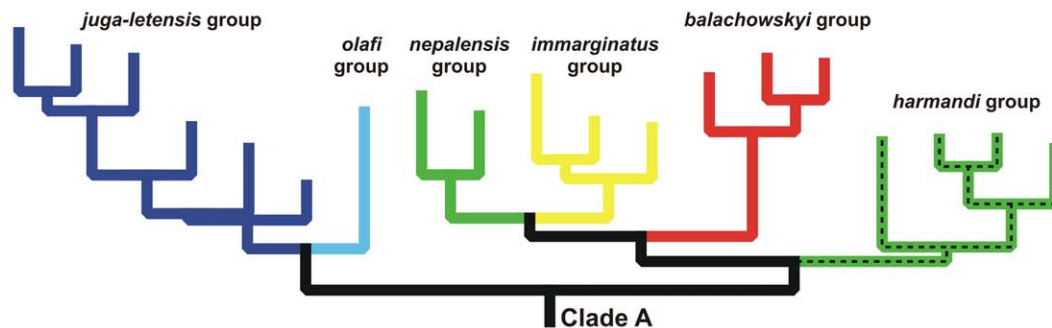 juga-letensis group
olafi
group
nepalensis
group
immarginatus
group
balachowskyi group
harmandi group
Clade A